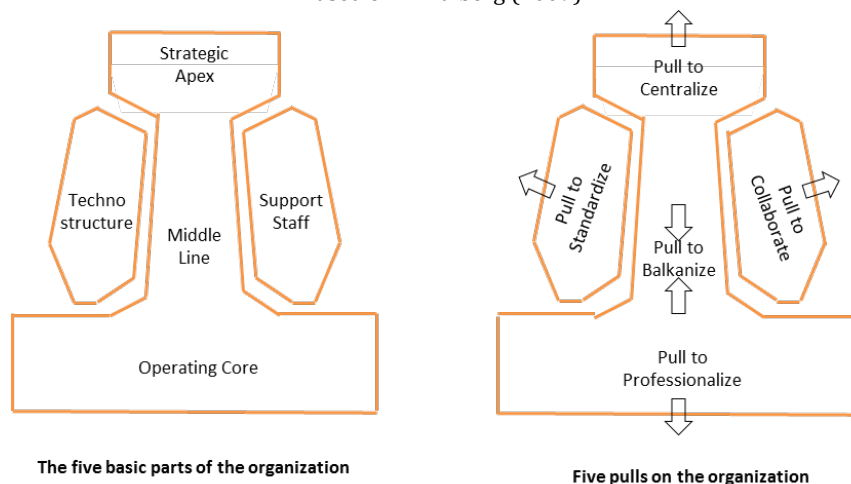 Strategic
Apex
Techno
structure
Middle
Line
Support
Staff
Operating Core
The five basic parts of the organization
Pull to
Centralize
Pull to
Standardize
Pull to
Balkanize
Pull to
Collaborate
Pull to
Professionalize
Five pulls on the organization